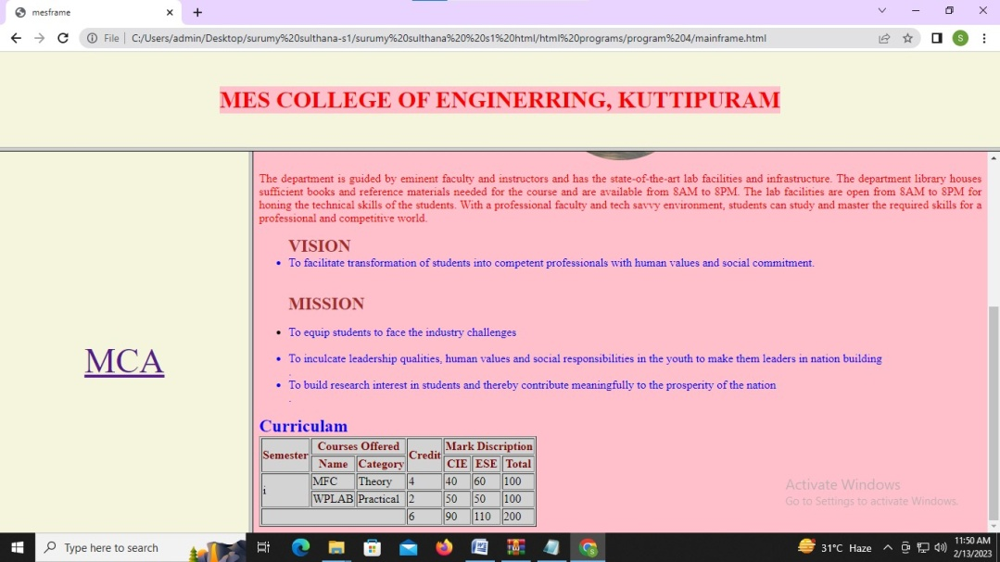 mesframe
File
C:/Users/admin/Desktop/surumy%20sulthana-s1/surumy%20sulthana%20%20s1%20html/html%20programs/program%204/mainframe.html
S
MES COLLEGE OF ENGINERRING, KUTTIPURAM
MCA
The department is guided by eminent faculty and instructors and has the state-of-the-art lab facilities and infrastructure. The department library houses
sufficient books and reference materials needed for the course and are available from 8AM to 8PM. The lab facilities are open from 8AM to 8PM for
honing the technical skills of the students. With a professional faculty and tech savvy environment, students can study and master the required skills for a
professional and competitive world.
VISION
• To facilitate transformation of students into competent professionals with human values and social commitment.
MISSION
• To equip students to face the industry challenges
• To inculcate leadership qualities, human values and social responsibilities in the youth to make them leaders in nation building
.
• To build research interest in students and thereby contribute meaningfully to the prosperity of the nation
.
Curriculam
Semester Courses Offered Credit Mark Discription
Name Category CIE ESE Total
i MFC Theory 4 40 60 100
WPLAB Practical 2 50 50 100
6 90 110 200
Activate Windows
Go to Settings to activate Windows.
Type here to search
31°C Haze
11:50 AM
2/13/2023